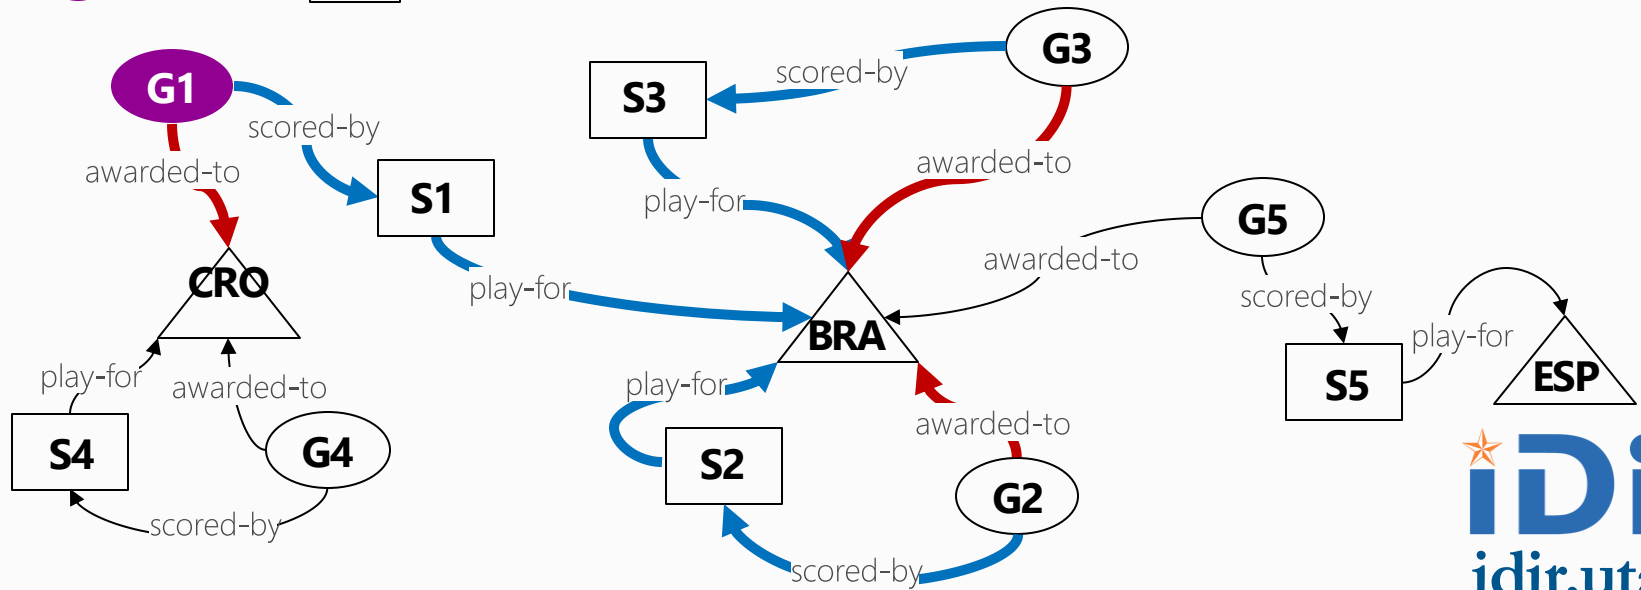 G3
scored-by
G1
S3
scored-by
awarded-to
awarded-to
S1
play-for
G5
awarded-to
CRO
play-for
scored-by
BRA
play-for
play-for
awarded-to
play-for
ESP
S5
awarded-to
S4
G4
S2
G2
scored-by
scored-by
iDi
idir.uta